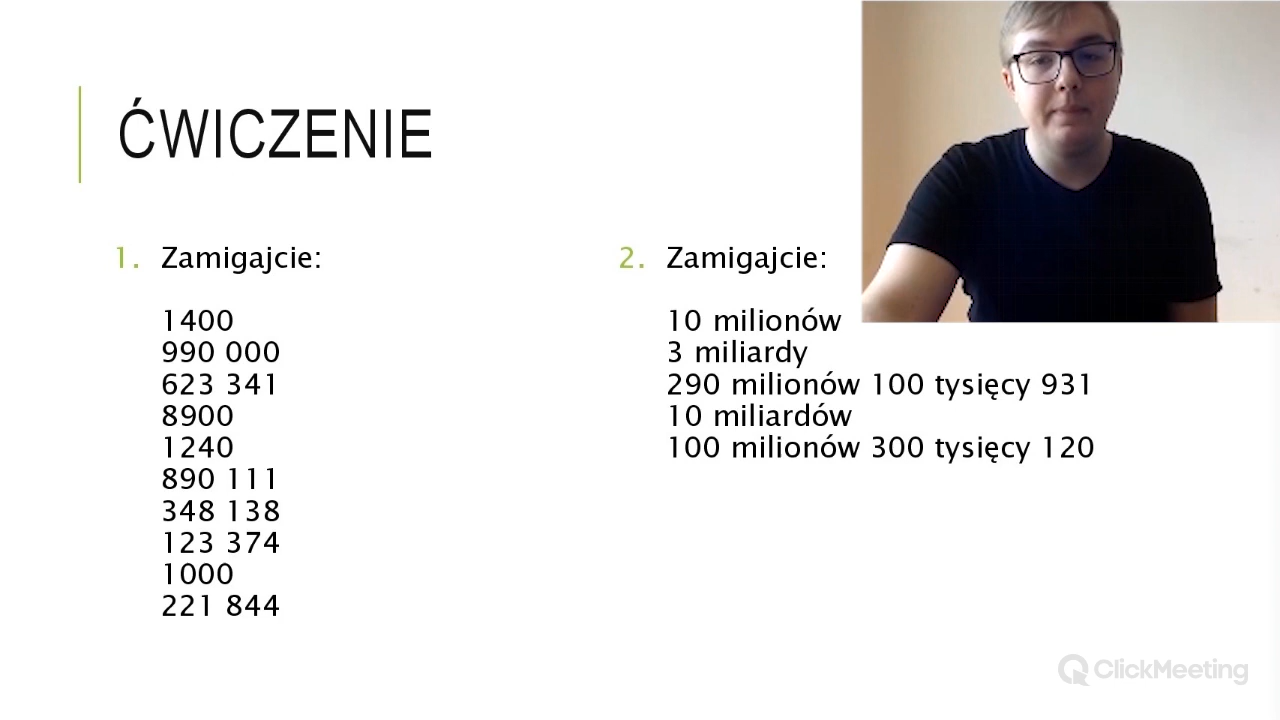 ĆWICZENIE
1. Zamigajcie:
1400
990 000
623 341
8900
1240
890 111
348 138
123 374
1000
221 844
2. Zamigajcie:
10 milionów
3 miliardy
290 milionów 100 tysięcy 931
10 miliardów
100 milionów 300 tysięcy 120
ClickMeeting